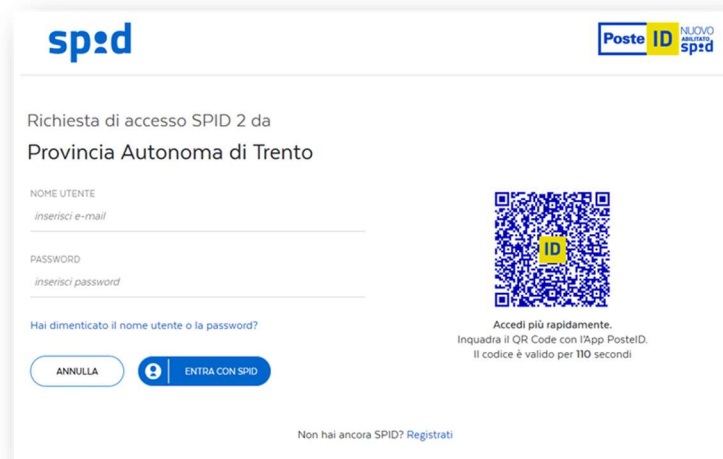 sp:d
Poste ID NUOVO
ABILITATO
sp:d
Richiesta di accesso SPID 2 da
Provincia Autonoma di Trento
NOME UTENTE
inserisci e-mail
PASSWORD
inserisci password
Hai dimenticato il nome utente o la password?
ANNULLA
ENTRA CON SPID
ID
Accedi più rapidamente.
Inquadra il QR Code con l'App PosteID.
Il codice è valido per 110 secondi
Non hai ancora SPID? Registrati